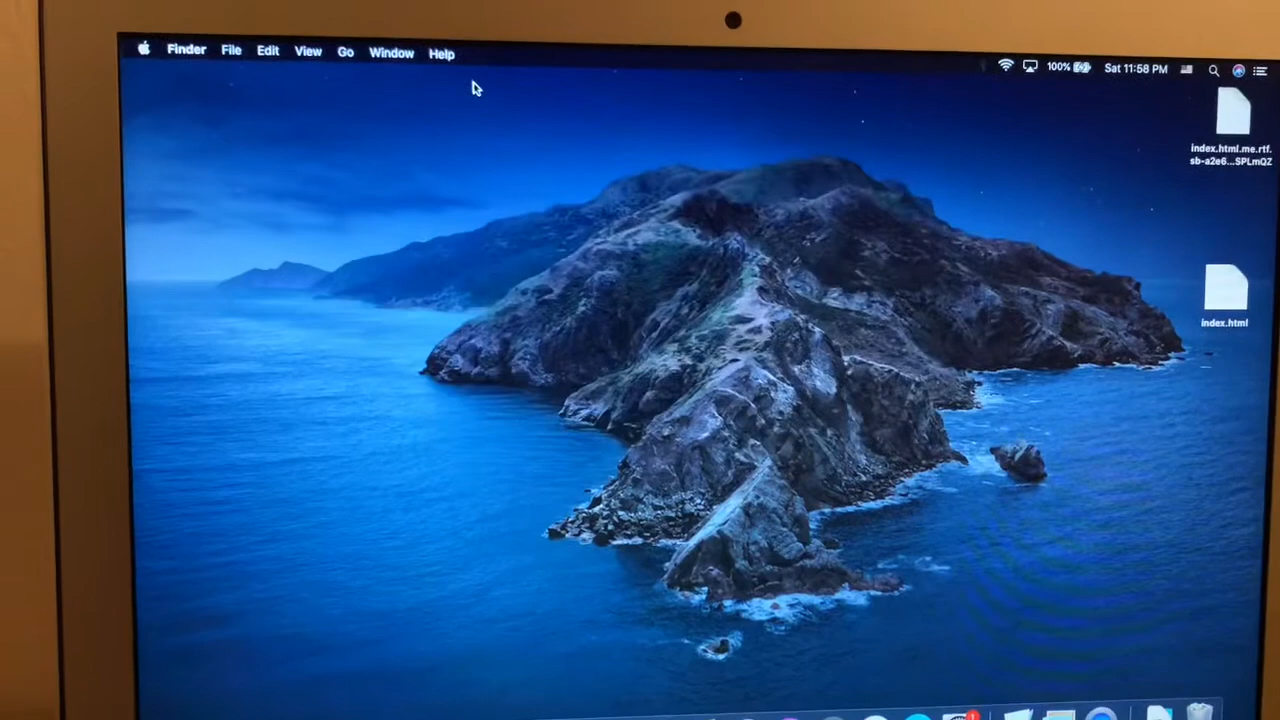 Finder File Edit View Go Window Help
100% Sat 11:58 PM
index.html.me.rtf.
sb-a2e6...SPLmQZ
index.html
1